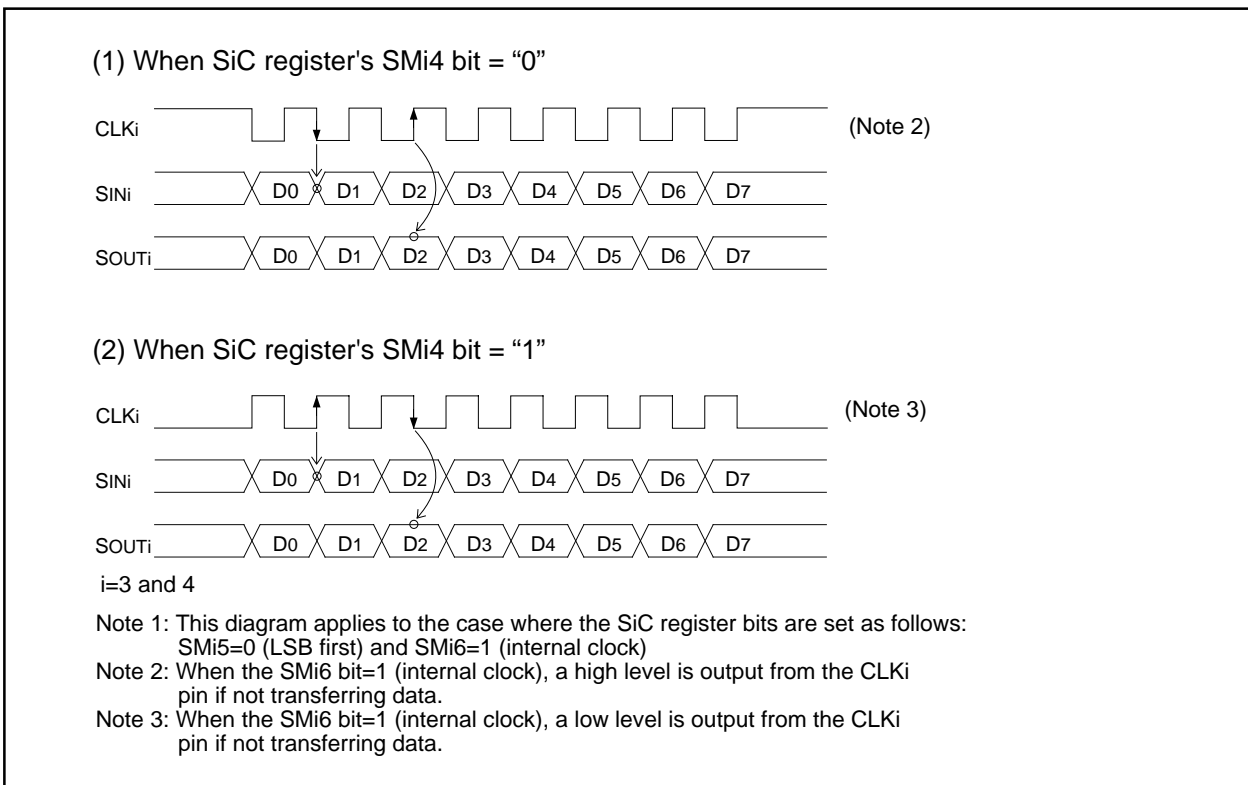 (1) When SiC register's SMi4 bit = “0”
CLKi
(Note 2)
SINi
D0 D1 D2 D3 D4 D5 D6 D7
SOUTi
D0 D1 D2 D3 D4 D5 D6 D7
(2) When SiC register's SMi4 bit = “1”
CLKi
(Note 3)
SINi
D0 D1 D2 D3 D4 D5 D6 D7
SOUTi
D0 D1 D2 D3 D4 D5 D6 D7
i=3 and 4
Note 1: This diagram applies to the case where the SiC register bits are set as follows:
SMi5=0 (LSB first) and SMi6=1 (internal clock)
Note 2: When the SMi6 bit=1 (internal clock), a high level is output from the CLKi
pin if not transferring data.
Note 3: When the SMi6 bit=1 (internal clock), a low level is output from the CLKi
pin if not transferring data.